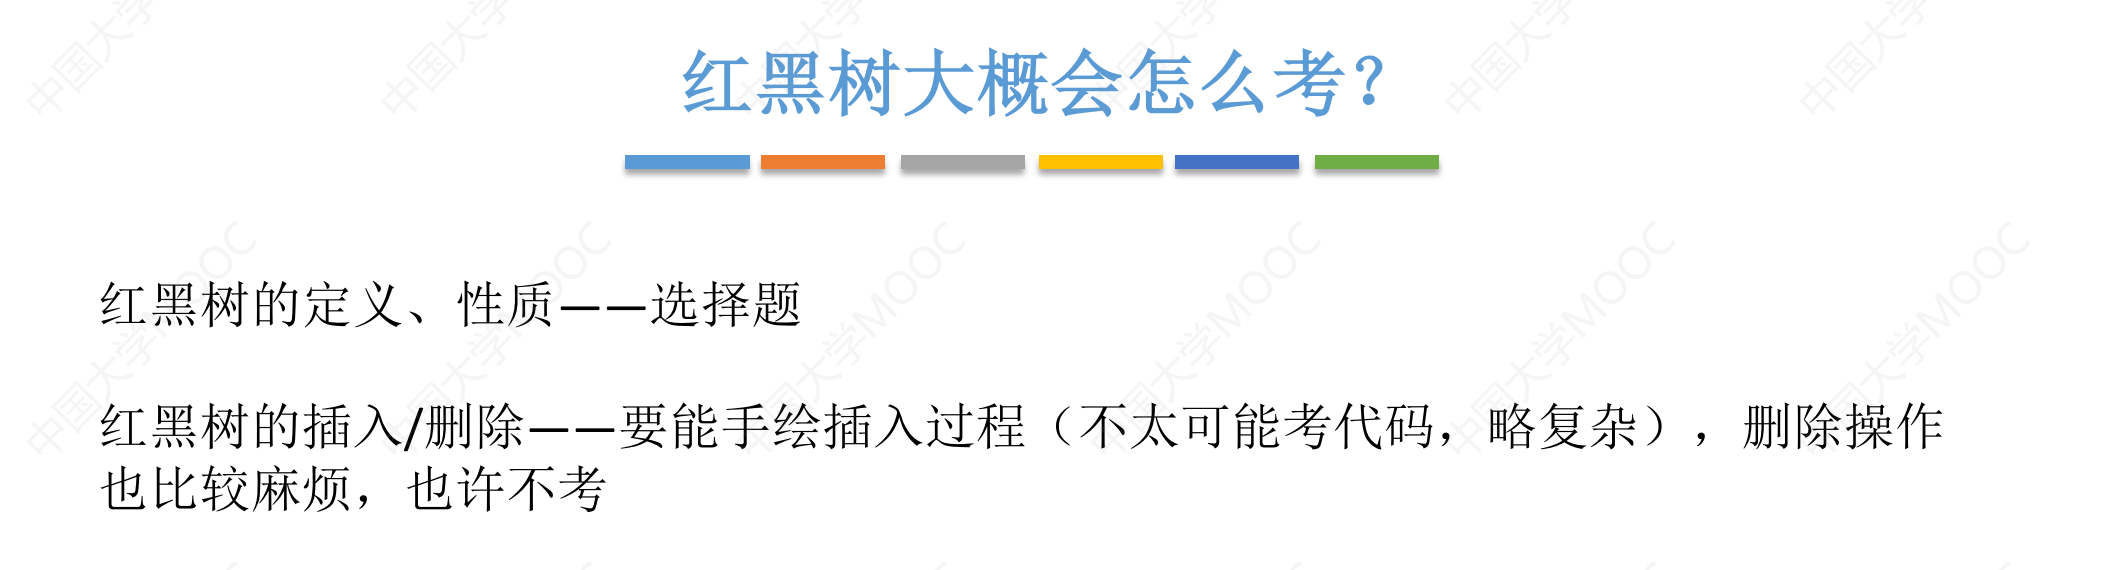 红黑树大概会怎么考？
红黑树的定义、性质——选择题
红黑树的插入/删除——要能手绘插入过程（不太可能考代码，略复杂），删除操作
也比较麻烦，也许不考
中国大学MOOC